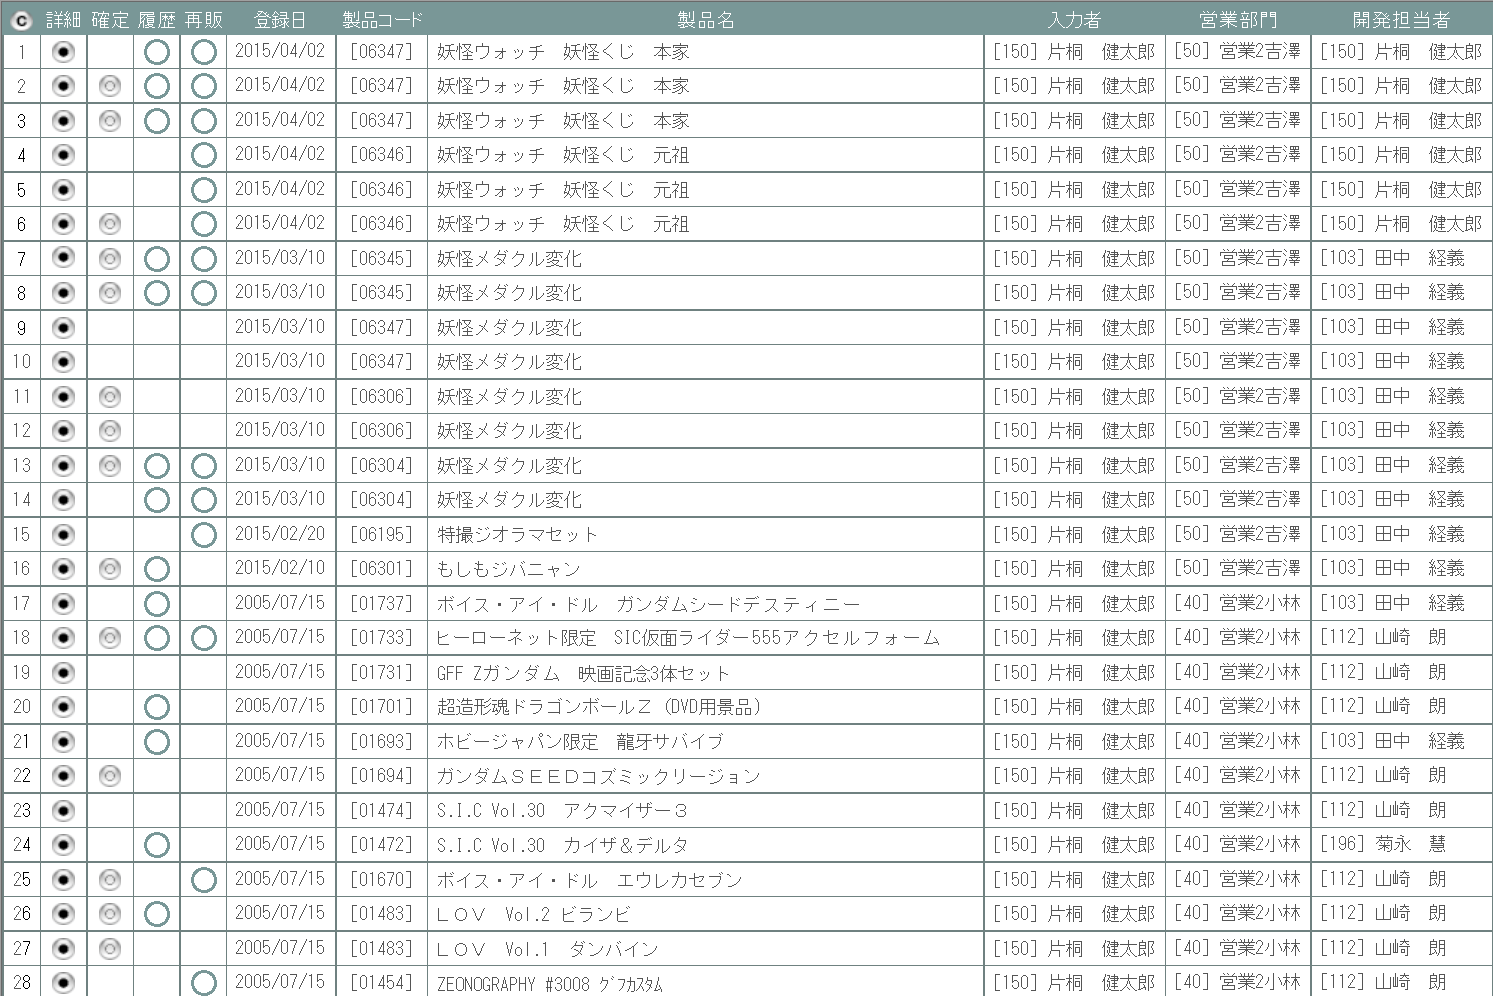 C 詳細 確定 履歴 再販 登録日 製品コード 製品名 入力者 営業部門 開発担当者
1 ○ ○ 2015/04/02 [06347] 妖怪ウォッチ　妖怪くじ　本家 [150] 片桐　健太郎 [50] 営業2吉澤 [150] 片桐　健太郎
2 ◎ ○ ○ 2015/04/02 [06347] 妖怪ウォッチ　妖怪くじ　本家 [150] 片桐　健太郎 [50] 営業2吉澤 [150] 片桐　健太郎
3 ◎ ○ ○ 2015/04/02 [06347] 妖怪ウォッチ　妖怪くじ　本家 [150] 片桐　健太郎 [50] 営業2吉澤 [150] 片桐　健太郎
4 ○ 2015/04/02 [06346] 妖怪ウォッチ　妖怪くじ　元祖 [150] 片桐　健太郎 [50] 営業2吉澤 [150] 片桐　健太郎
5 ○ 2015/04/02 [06346] 妖怪ウォッチ　妖怪くじ　元祖 [150] 片桐　健太郎 [50] 営業2吉澤 [150] 片桐　健太郎
6 ◎ ○ 2015/04/02 [06346] 妖怪ウォッチ　妖怪くじ　元祖 [150] 片桐　健太郎 [50] 営業2吉澤 [150] 片桐　健太郎
7 ◎ ○ ○ 2015/03/10 [06345] 妖怪メダクル変化 [150] 片桐　健太郎 [50] 営業2吉澤 [103] 田中　経義
8 ◎ ○ ○ 2015/03/10 [06345] 妖怪メダクル変化 [150] 片桐　健太郎 [50] 営業2吉澤 [103] 田中　経義
9 2015/03/10 [06347] 妖怪メダクル変化 [150] 片桐　健太郎 [50] 営業2吉澤 [103] 田中　経義
10 2015/03/10 [06347] 妖怪メダクル変化 [150] 片桐　健太郎 [50] 営業2吉澤 [103] 田中　経義
11 ◎ 2015/03/10 [06306] 妖怪メダクル変化 [150] 片桐　健太郎 [50] 営業2吉澤 [103] 田中　経義
12 ◎ 2015/03/10 [06306] 妖怪メダクル変化 [150] 片桐　健太郎 [50] 営業2吉澤 [103] 田中　経義
13 ◎ ○ ○ 2015/03/10 [06304] 妖怪メダクル変化 [150] 片桐　健太郎 [50] 営業2吉澤 [103] 田中　経義
14 ○ ○ 2015/03/10 [06304] 妖怪メダクル変化 [150] 片桐　健太郎 [50] 営業2吉澤 [103] 田中　経義
15 ○ 2015/02/20 [06195] 特撮ジオラマセット [150] 片桐　健太郎 [50] 営業2吉澤 [103] 田中　経義
16 ◎ ○ 2015/02/10 [06301] もしもジバニャン [150] 片桐　健太郎 [50] 営業2吉澤 [103] 田中　経義
17 ○ 2005/07/15 [01737] ボイス・アイ・ドル　ガンダムシードデスティニー [150] 片桐　健太郎 [40] 営業2小林 [103] 田中　経義
18 ◎ ○ ○ 2005/07/15 [01733] ヒーローネット限定　SIC仮面ライダー555アクセルフォーム [150] 片桐　健太郎 [40] 営業2小林 [112] 山崎　朗
19 2005/07/15 [01731] GFF Zガンダム　映画記念3体セット [150] 片桐　健太郎 [40] 営業2小林 [112] 山崎　朗
20 ○ 2005/07/15 [01701] 超造形魂ドラゴンボールＺ（DVD用景品） [150] 片桐　健太郎 [40] 営業2小林 [112] 山崎　朗
21 ○ 2005/07/15 [01693] ホビージャパン限定　龍牙サバイブ [150] 片桐　健太郎 [40] 営業2小林 [103] 田中　経義
22 ◎ 2005/07/15 [01694] ガンダムＳＥＥＤコズミックリージョン [150] 片桐　健太郎 [40] 営業2小林 [112] 山崎　朗
23 2005/07/15 [01474] S.I.C Vol.30　アクマイザー３ [150] 片桐　健太郎 [40] 営業2小林 [112] 山崎　朗
24 ○ 2005/07/15 [01472] S.I.C Vol.30　カイザ＆デルタ [150] 片桐　健太郎 [40] 営業2小林 [196] 菊永　慧
25 ◎ ○ 2005/07/15 [01670] ボイス・アイ・ドル　エウレカセブン [150] 片桐　健太郎 [40] 営業2小林 [112] 山崎　朗
26 ◎ ○ 2005/07/15 [01483] ＬＯＶ　Vol.2 ビランビ [150] 片桐　健太郎 [40] 営業2小林 [112] 山崎　朗
27 ◎ 2005/07/15 [01483] ＬＯＶ　Vol.1　ダンバイン [150] 片桐　健太郎 [40] 営業2小林 [112] 山崎　朗
28 ○ 2005/07/15 [01454] ZEONOGRAPHY #3008 ｸﾞﾌｶｽﾀﾑ [150] 片桐　健太郎 [40] 営業2小林 [112] 山崎　朗